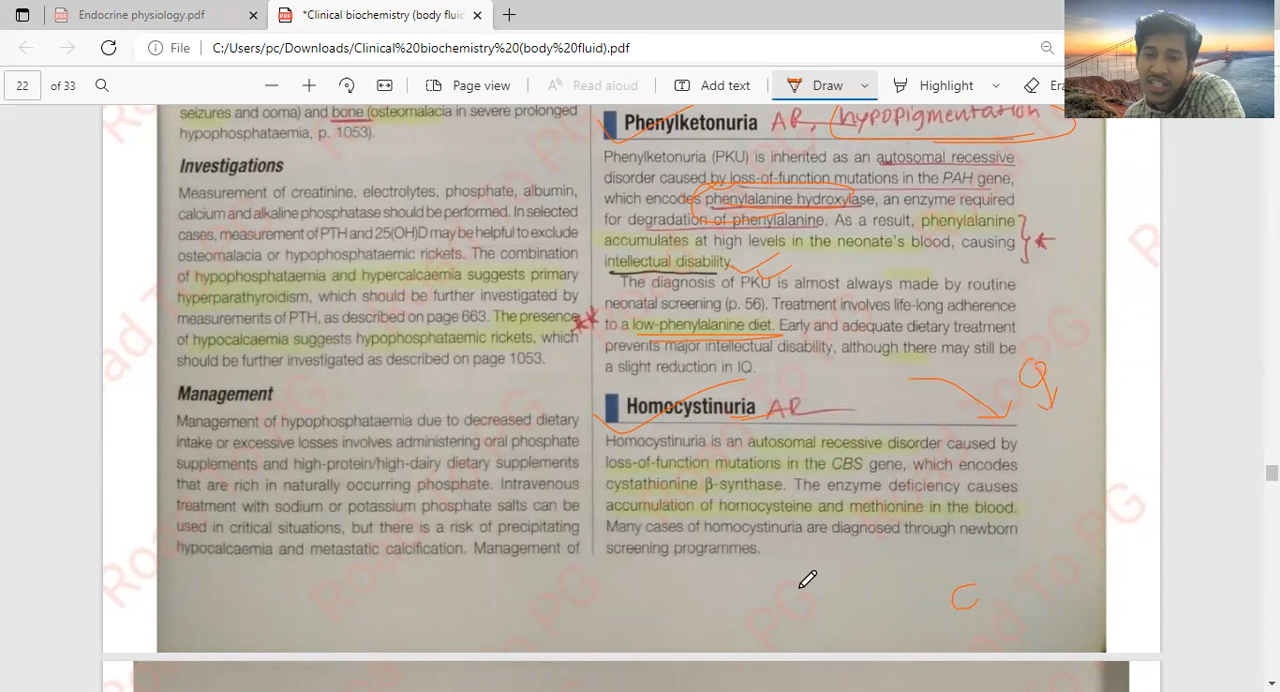 Endocrine physiology.pdf
*Clinical biochemistry (body fluid
File
C:/Users/pc/Downloads/Clinical%20biochemistry%20(body%20fluid).pdf
22
of 33
Page view
Read aloud
Add text
Draw
Highlight
seizures and coma) and bone (osteomalacia in severe prolonged
hypophosphataemia, p. 1053).
Investigations
Measurement of creatinine, electrolytes, phosphate, albumin,
calcium and alkaline phosphatase should be performed. In selected
cases, measurement of PTH and 25(OH)D may be helpful to exclude
osteomalacia or hypophosphataemic rickets. The combination
of hypophosphataemia and hypercalcaemia suggests primary
hyperparathyroidism, which should be further investigated by
measurements of PTH, as described on page 663. The presence
of hypocalcaemia suggests hypophosphataemic rickets, which
should be further investigated as described on page 1053.
Management
Management of hypophosphataemia due to decreased dietary
intake or excessive losses involves administering oral phosphate
supplements and high-protein/high-dairy dietary supplements
that are rich in naturally occurring phosphate. Intravenous
treatment with sodium or potassium phosphate salts can be
used in critical situations, but there is a risk of precipitating
hypocalcaemia and metastatic calcification. Management of
Phenylketonuria AR, hypopigmentation
Phenylketonuria (PKU) is inherited as an autosomal recessive
disorder caused by loss-of-function mutations in the PAH gene,
which encodes phenylalanine hydroxylase, an enzyme required
for degradation of phenylalanine. As a result, phenylalanine
accumulates at high levels in the neonate's blood, causing
intellectual disability.
The diagnosis of PKU is almost always made by routine
neonatal screening (p. 56). Treatment involves life-long adherence
to a low-phenylalanine diet. Early and adequate dietary treatment
prevents major intellectual disability, although there may still be
a slight reduction in IQ.
Homocystinuria AR
Homocystinuria is an autosomal recessive disorder caused by
loss-of-function mutations in the CBS gene, which encodes
cystathionine β-synthase. The enzyme deficiency causes
accumulation of homocysteine and methionine in the blood.
Many cases of homocystinuria are diagnosed through newborn
screening programmes.
Road To PG